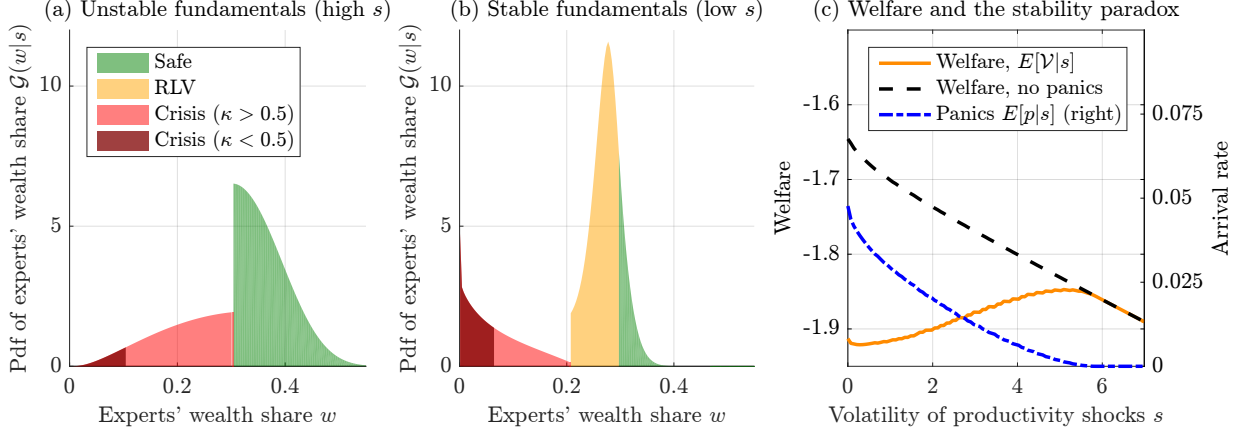 (a) Unstable fundamentals (high s)
Pdf of experts' wealth share 𝒢(w|s)
10
5
0
Safe
RLV
Crisis (κ > 0.5)
Crisis (κ < 0.5)
0
0.2
0.4
Experts' wealth share w
(b) Stable fundamentals (low s)
Pdf of experts' wealth share 𝒢(w|s)
10
5
0
0
0.2
0.4
Experts' wealth share w
(c) Welfare and the stability paradox
Welfare
-1.6
-1.7
-1.8
-1.9
Welfare, E[𝒱|s]
Welfare, no panics
Panics E[p|s] (right)
0.075
0.05
0.025
0
Arrival rate
0
2
4
6
Volatility of productivity shocks s